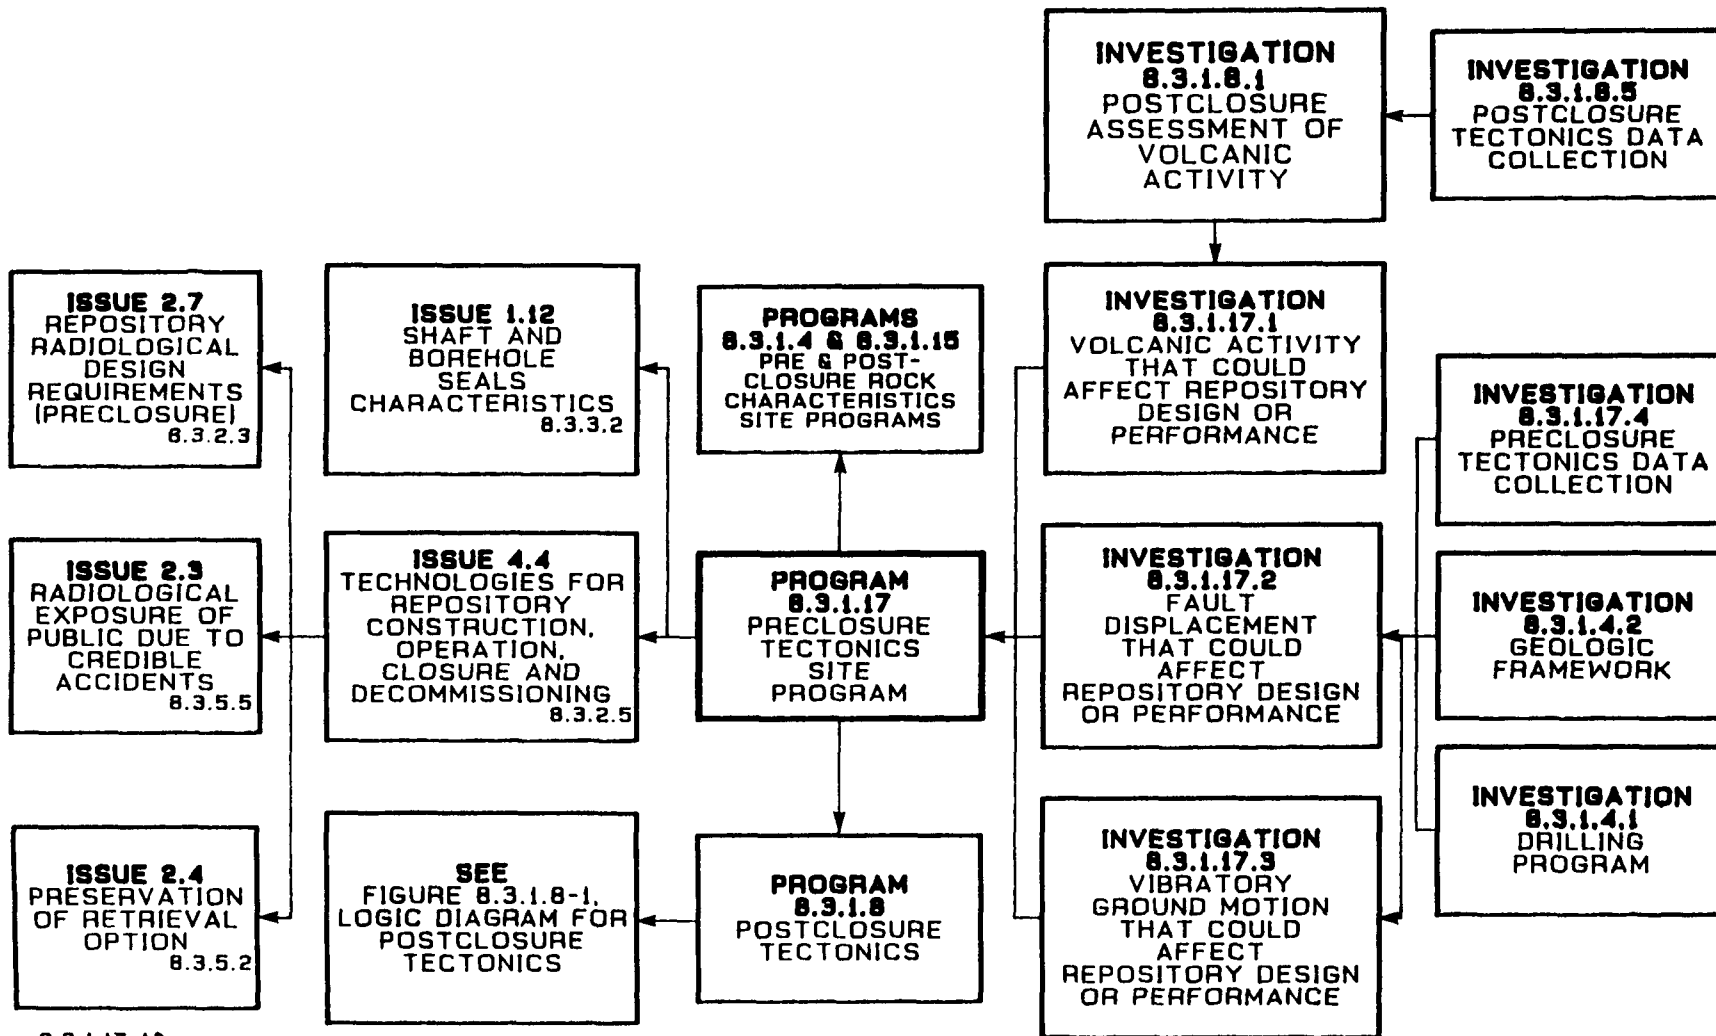 INVESTIGATION
8.3.1.8.1
POSTCLOSURE
ASSESSMENT OF
VOLCANIC
ACTIVITY
INVESTIGATION
8.3.1.8.5
POSTCLOSURE
TECTONICS DATA
COLLECTION
ISSUE 2.7
REPOSITORY
RADIOLOGICAL
DESIGN
REQUIREMENTS
(PRECLOSURE)
8.3.2.3
ISSUE 1.12
SHAFT AND
BOREHOLE
SEALS
CHARACTERISTICS
8.3.3.2
PROGRAMS
8.3.1.4 & 8.3.1.15
PRE & POST-
CLOSURE ROCK
CHARACTERISTICS
SITE PROGRAMS
INVESTIGATION
8.3.1.17.1
VOLCANIC ACTIVITY
THAT COULD
AFFECT REPOSITORY
DESIGN OR
PERFORMANCE
INVESTIGATION
8.3.1.17.4
PRECLOSURE
TECTONICS DATA
COLLECTION
ISSUE 2.3
RADIOLOGICAL
EXPOSURE OF
PUBLIC DUE TO
CREDIBLE
ACCIDENTS
8.3.5.5
ISSUE 4.4
TECHNOLOGIES FOR
REPOSITORY
CONSTRUCTION,
OPERATION,
CLOSURE AND
DECOMMISSIONING
8.3.2.5
PROGRAM
8.3.1.17
PRECLOSURE
TECTONICS
SITE
PROGRAM
INVESTIGATION
8.3.1.17.2
FAULT
DISPLACEMENT
THAT COULD
AFFECT
REPOSITORY DESIGN
OR PERFORMANCE
INVESTIGATION
8.3.1.4.2
GEOLOGIC
FRAMEWORK
ISSUE 2.4
PRESERVATION
OF RETRIEVAL
OPTION
8.3.5.2
SEE
FIGURE 8.3.1.8-1,
LOGIC DIAGRAM FOR
POSTCLOSURE
TECTONICS
PROGRAM
8.3.1.8
POSTCLOSURE
TECTONICS
INVESTIGATION
8.3.1.17.3
VIBRATORY
GROUND MOTION
THAT COULD
AFFECT
REPOSITORY DESIGN
OR PERFORMANCE
INVESTIGATION
8.3.1.4.1
DRILLING
PROGRAM